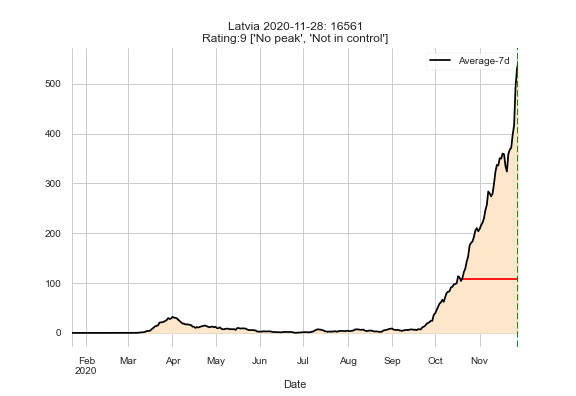 Latvia 2020-11-28: 16561
Rating:9 ['No peak', 'Not in control']
Average-7d
500
400
300
200
100
0
Feb Mar Apr May Jun Jul Aug Sep Oct Nov
2020
Date